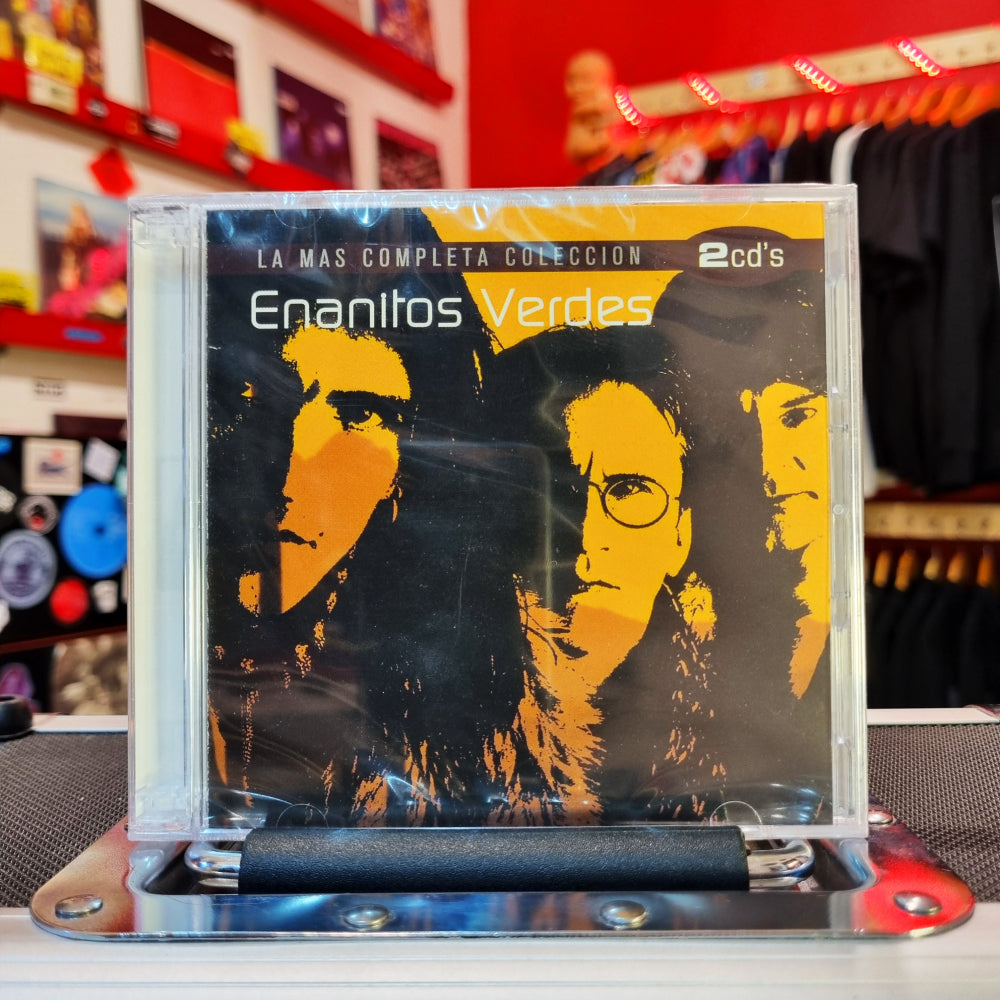 LA MAS COMPLETA COLECCION
2cd's
Enanitos Verdes